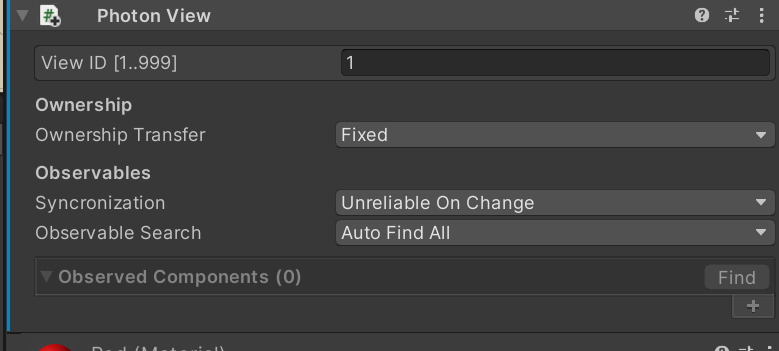 Photon View
View ID [1..999] 1
Ownership
Ownership Transfer Fixed
Observables
Syncronization Unreliable On Change
Observable Search Auto Find All
Observed Components (0) Find
+
Red (Material)